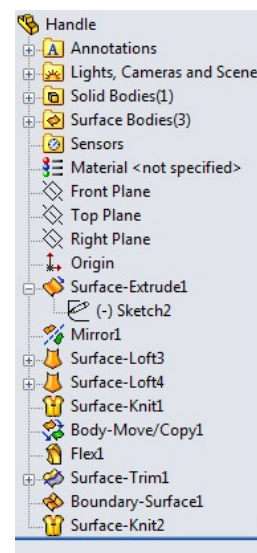 Handle
A Annotations
Lights, Cameras and Scene
Solid Bodies(1)
Surface Bodies(3)
Sensors
Material <not specified>
Front Plane
Top Plane
Right Plane
Origin
Surface-Extrude1
(-) Sketch2
Mirror1
Surface-Loft3
Surface-Loft4
Surface-Knit1
Body-Move/Copy1
Flex1
Surface-Trim1
Boundary-Surface1
Surface-Knit2